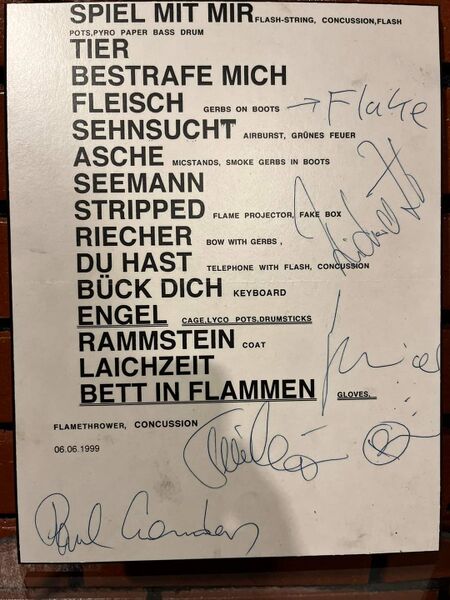 SPIEL MIT MIR FLASH-STRING, CONCUSSION,FLASH
POTS,PYRO PAPER BASS DRUM
TIER
BESTRAFE MICH
FLEISCH GERBS ON BOOTS → Flake
SEHNSUCHT AIRBURST, GRÜNES FEUER
ASCHE MICSTANDS, SMOKE GERBS IN BOOTS
SEEMANN
STRIPPED FLAME PROJECTOR, FAKE BOX
RIECHER BOW WITH GERBS ,
DU HAST TELEPHONE WITH FLASH, CONCUSSION
BÜCK DICH KEYBOARD
ENGEL CAGE,LYCO POTS,DRUMSTICKS
RAMMSTEIN COAT
LAICHZEIT
BETT IN FLAMMEN GLOVES,
FLAMETHROWER, CONCUSSION
06.06.1999
Paul